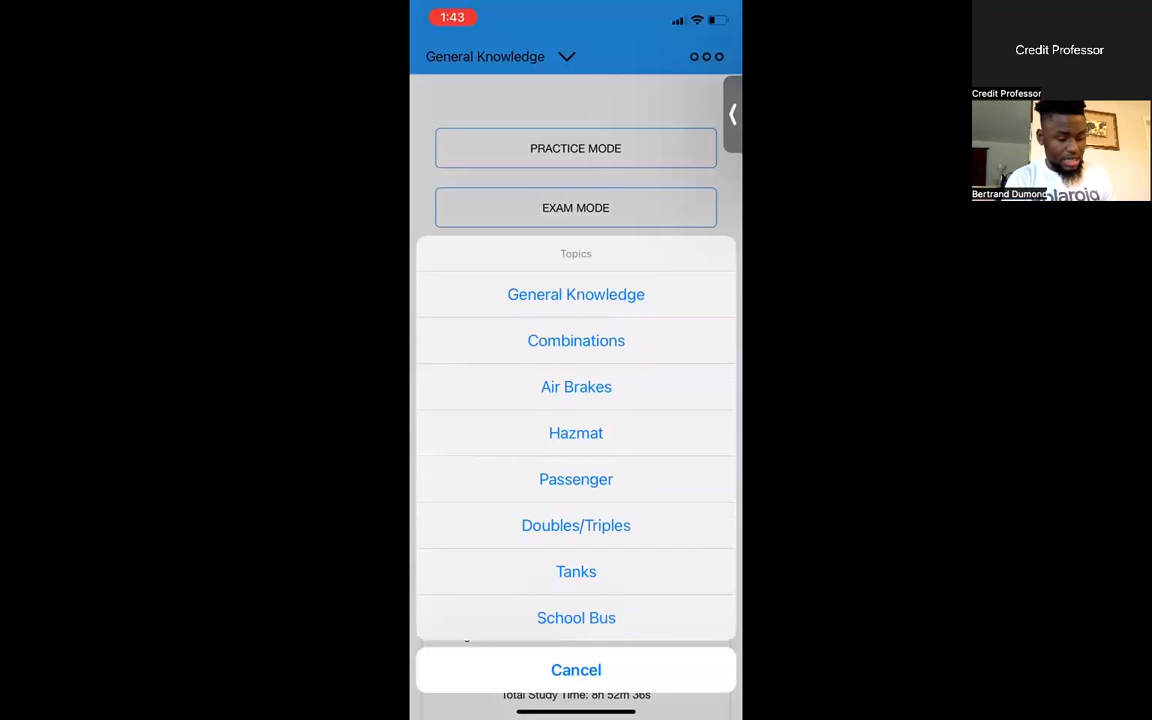 1:43
General Knowledge
PRACTICE MODE
EXAM MODE
Topics
General Knowledge
Combinations
Air Brakes
Hazmat
Passenger
Doubles/Triples
Tanks
School Bus
Cancel
Total Study Time: 8h 52m 36s
Credit Professor
Credit Professor
Bertrand Dumond